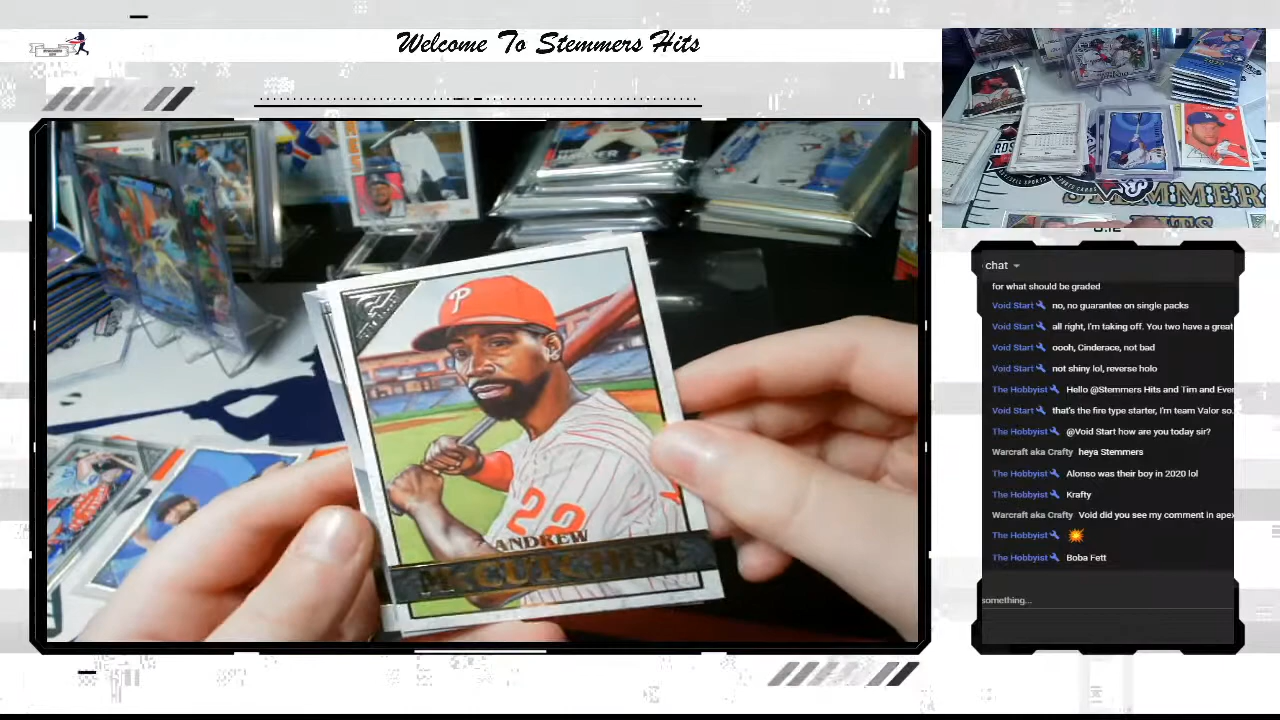 Welcome To Stemmers Hits
HARPER
P
22
ANDREW
McCUTCHEN
STEMMERS
HITS
chat
for what should be graded
Void Start no, no guarantee on single packs
Void Start all right, I'm taking off. You two have a great
Void Start oooh, Cinderace, not bad
Void Start not shiny lol, reverse holo
The Hobbyist Hello @Stemmers Hits and Tim and Ever
Void Start that's the fire type starter, I'm team Valor so.
The Hobbyist @Void Start how are you today sir?
Warcraft aka Crafty heya Stemmers
The Hobbyist Alonso was their boy in 2020 lol
The Hobbyist Krafty
Warcraft aka Crafty Void did you see my comment in apex
The Hobbyist 💥
The Hobbyist Boba Fett
something...